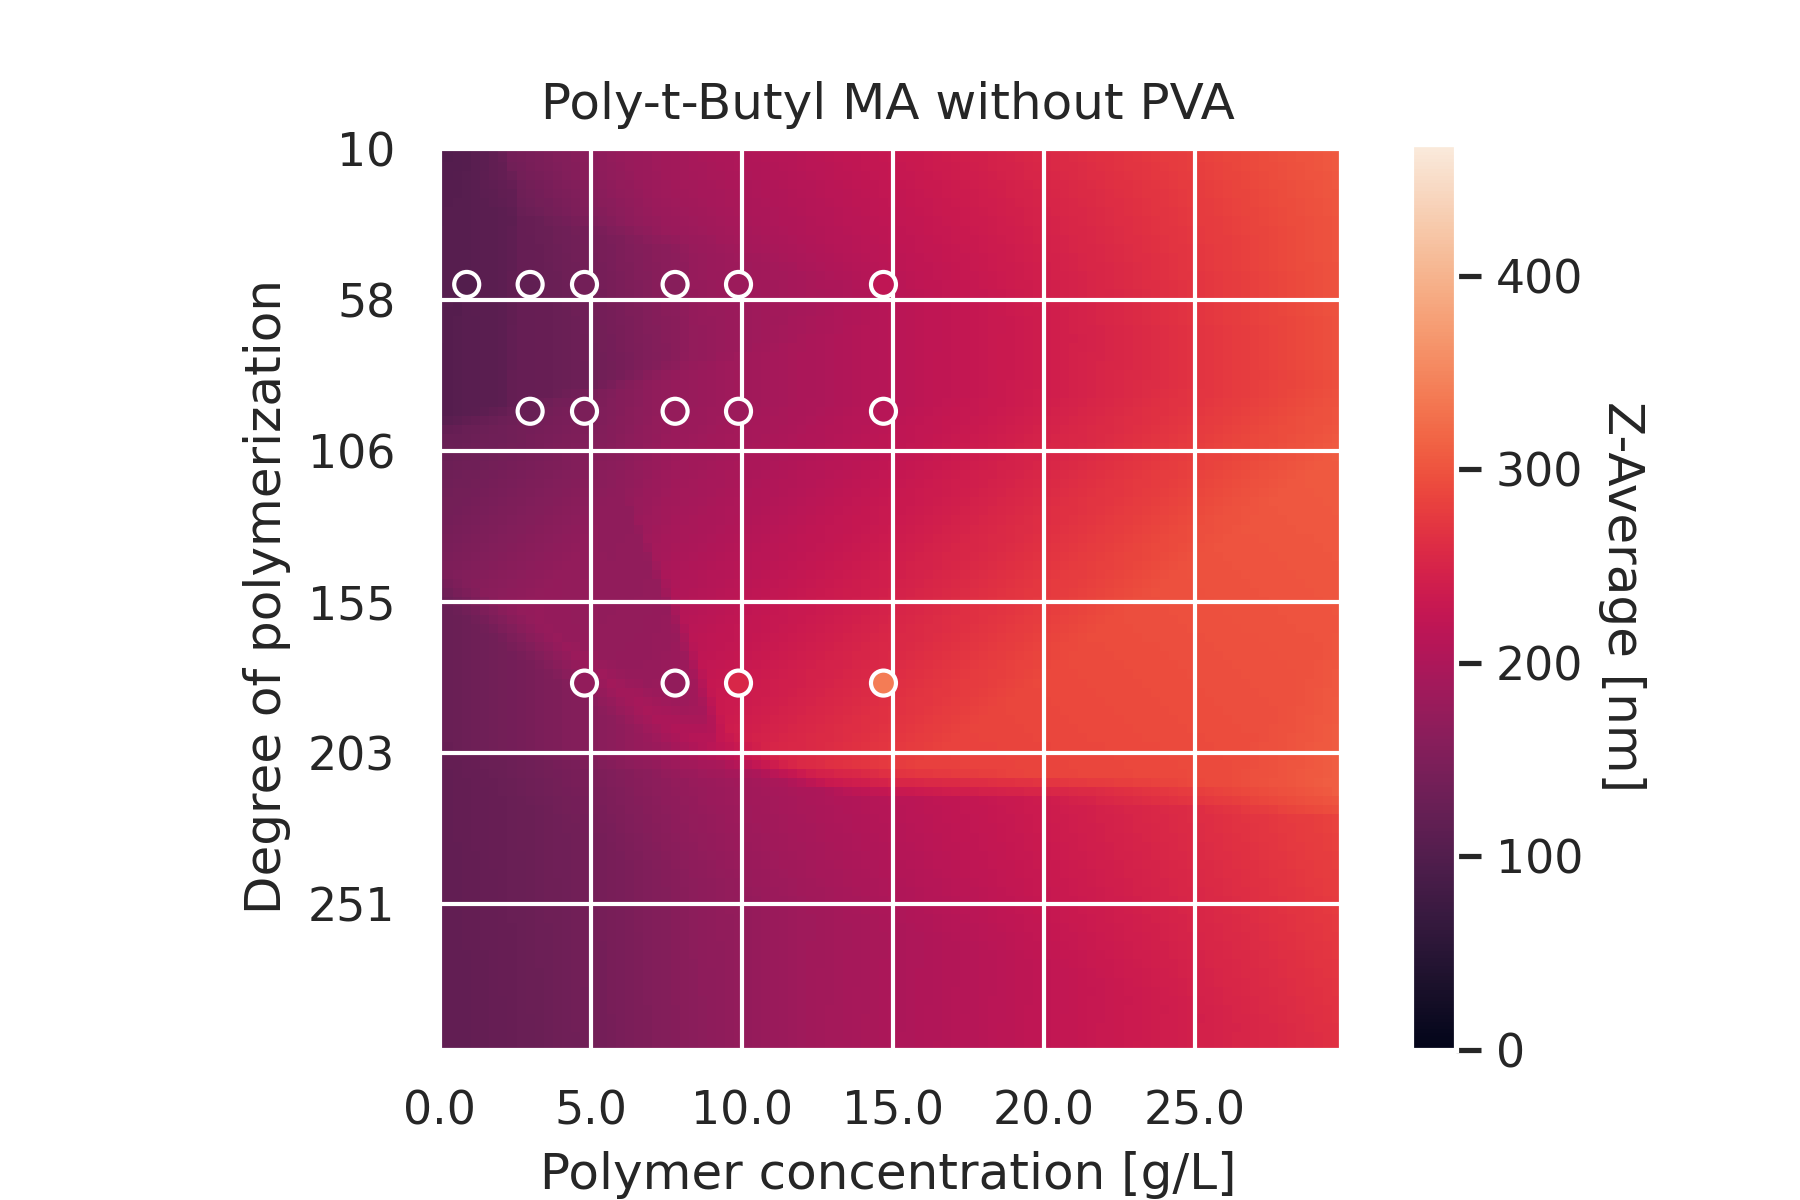 Poly-t-Butyl MA without PVA
10
58
106
155
203
251
Degree of polymerization
0.0 5.0 10.0 15.0 20.0 25.0
Polymer concentration [g/L]
400
300
200
100
0
Z-Average [nm]